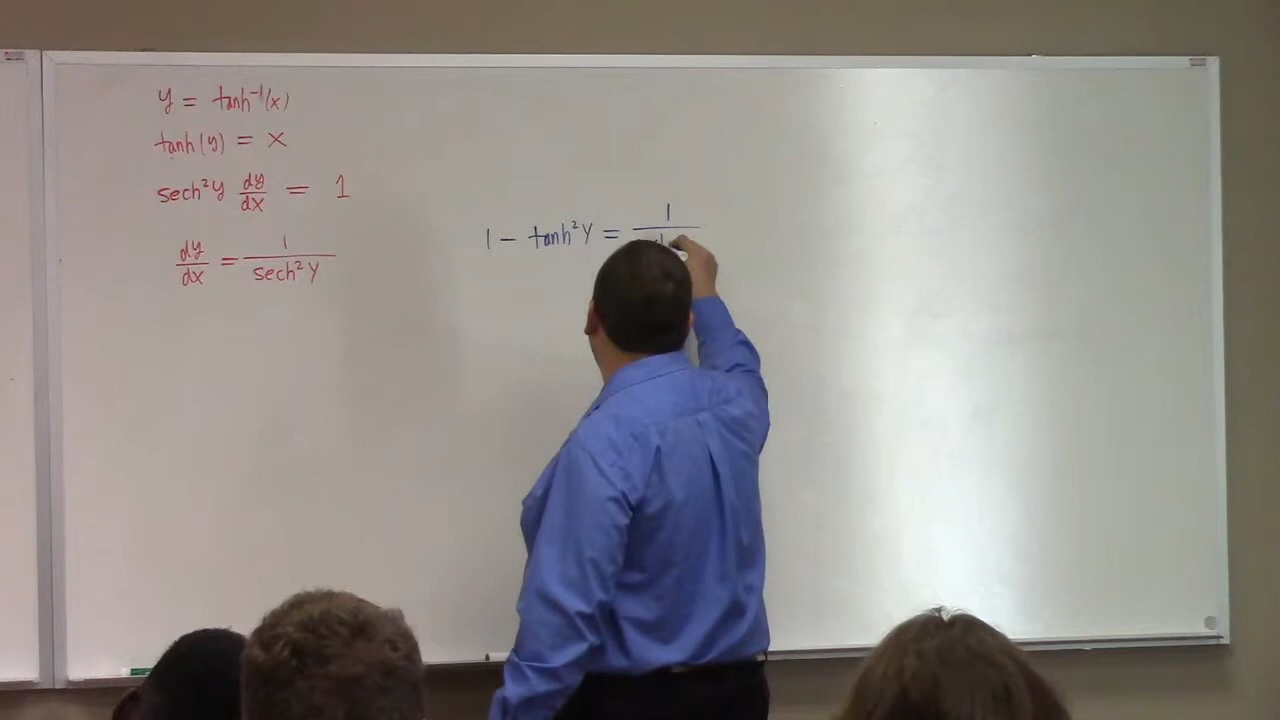 y = tanh⁻¹(x)
tanh(y) = x
sech²y dy/dx = 1
dy/dx = 1/sech²y
1 - tanh²y = 1/